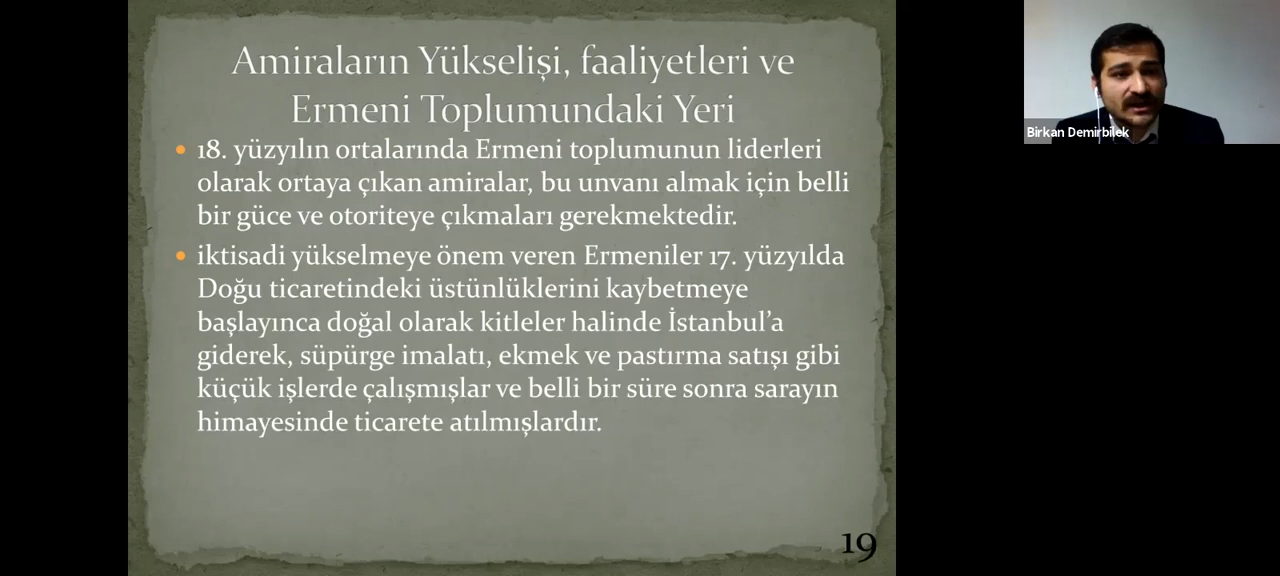 Amiraların Yükselişi, faaliyetleri ve
Ermeni Toplumundaki Yeri
• 18. yüzyılın ortalarında Ermeni toplumunun liderleri
olarak ortaya çıkan amiralar, bu unvanı almak için belli
bir güce ve otoriteye çıkmaları gerekmektedir.
• iktisadi yükselmeye önem veren Ermeniler 17. yüzyılda
Doğu ticaretindeki üstünlüklerini kaybetmeye
başlayınca doğal olarak kitleler halinde İstanbul'a
giderek, süpürge imalatı, ekmek ve pastırma satışı gibi
küçük işlerde çalışmışlar ve belli bir süre sonra sarayın
himayesinde ticarete atılmışlardır.
19
Birkan Demirbilek